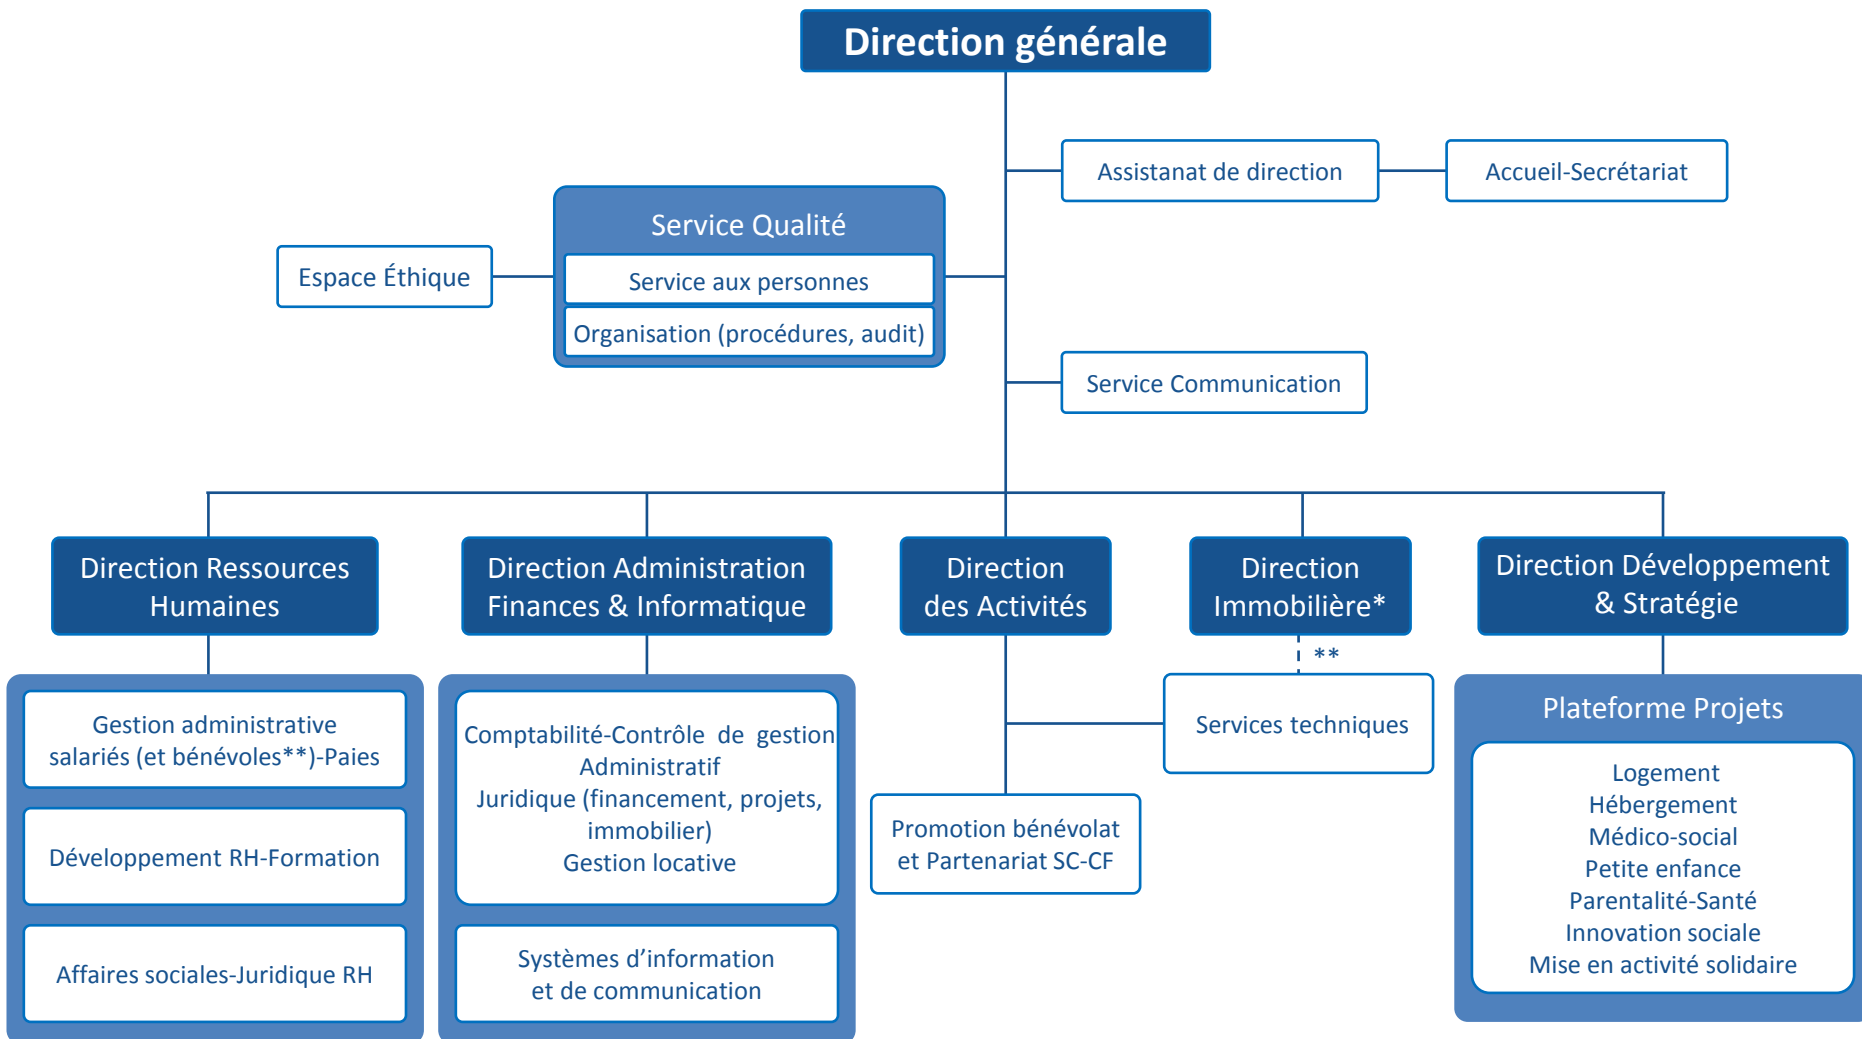 Direction générale
Assistanat de direction
Accueil-Secrétariat
Service Qualité
Espace Éthique
Service aux personnes
Organisation (procédures, audit)
Service Communication
Direction Ressources
Humaines
Direction Administration
Finances & Informatique
Direction
des Activités
Direction
Immobilière*
Direction Développement
& Stratégie
**
Gestion administrative
salariés (et bénévoles**)-Paies
Développement RH-Formation
Affaires sociales-Juridique RH
Comptabilité-Contrôle de gestion
Administratif
Juridique (financement, projets,
immobilier)
Gestion locative
Systèmes d’information
et de communication
Services techniques
Promotion bénévolat
et Partenariat SC-CF
Plateforme Projets
Logement
Hébergement
Médico-social
Petite enfance
Parentalité-Santé
Innovation sociale
Mise en activité solidaire